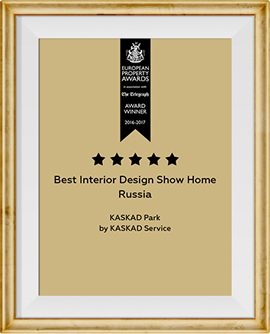 EUROPEAN
PROPERTY
AWARDS
in association with
The Telegraph
AWARD
WINNER
2016-2017
Best Interior Design Show Home
Russia
KASKAD Park
by KASKAD Service